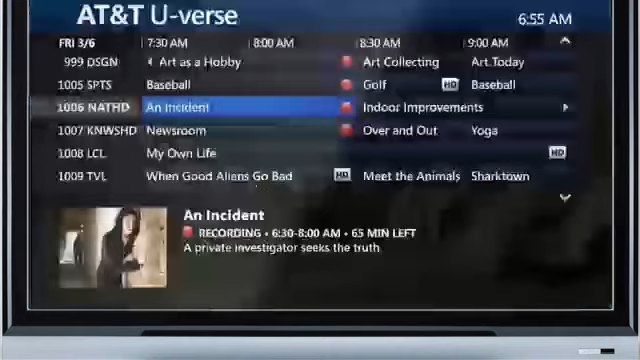 AT&T U-verse 6:55 AM
FRI 3/6 7:30 AM 8:00 AM 8:30 AM 9:00 AM
999 DSGN Art as a Hobby Art Collecting Art Today
1005 SPTS Baseball Golf HD Baseball
1006 NATHD An Incident Indoor Improvements
1007 KNWSHD Newsroom Over and Out Yoga
1008 LCL My Own Life HD
1009 TVL When Good Aliens Go Bad HD Meet the Animals Sharktown
An Incident
RECORDING • 6:30-8:00 AM • 65 MIN LEFT
A private investigator seeks the truth